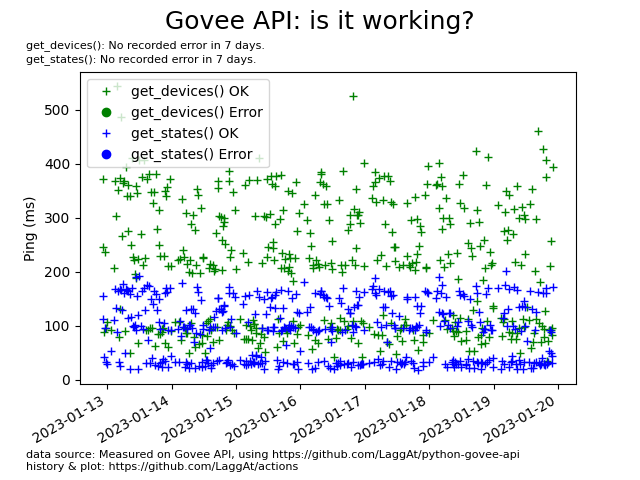 Govee API: is it working?
get_devices(): No recorded error in 7 days.
get_states(): No recorded error in 7 days.
get_devices() OK
get_devices() Error
get_states() OK
get_states() Error
Ping (ms)
500
400
300
200
100
0
2023-01-13
2023-01-14
2023-01-15
2023-01-16
2023-01-17
2023-01-18
2023-01-19
2023-01-20
data source: Measured on Govee API, using https://github.com/LaggAt/python-govee-api
history & plot: https://github.com/LaggAt/actions